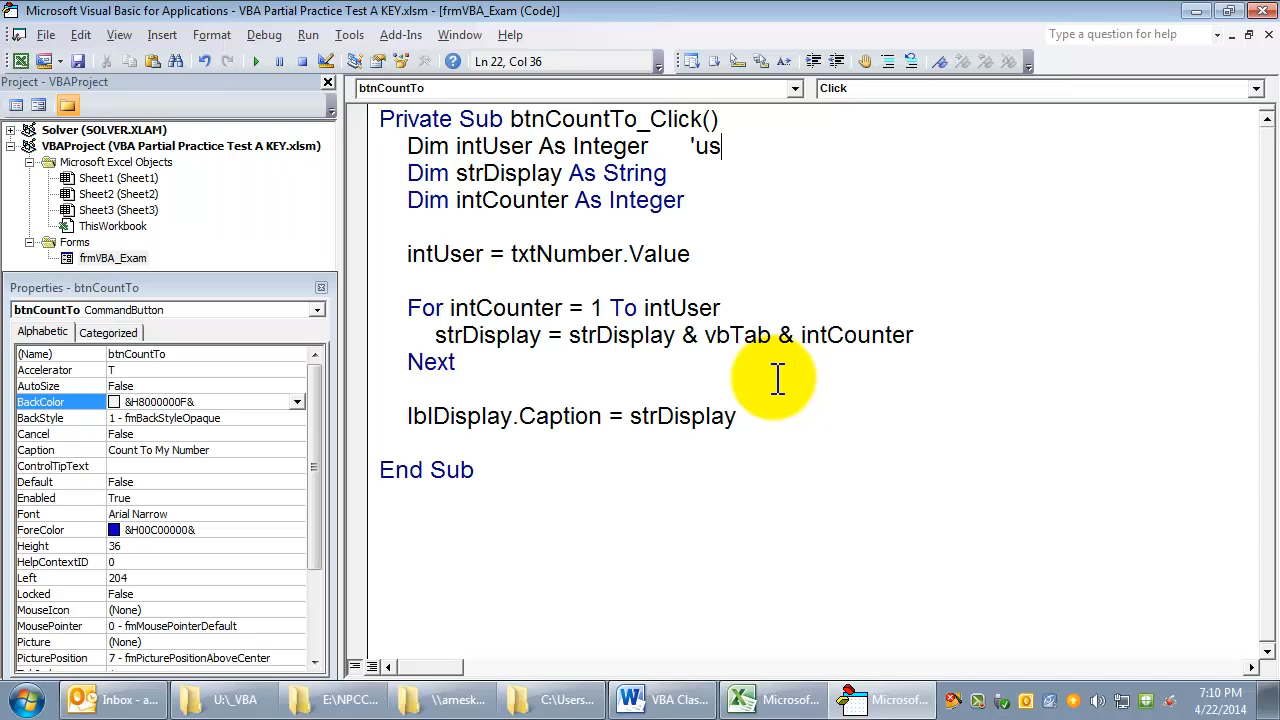 Microsoft Visual Basic for Applications - VBA Partial Practice Test A KEY.xlsm - [frmVBA_Exam (Code)]
File Edit View Insert Format Debug Run Tools Add-Ins Window Help
Type a question for help
Ln 22, Col 36
Project - VBAProject
btnCountTo
Click
Solver (SOLVER.XLAM)
VBAProject (VBA Partial Practice Test A KEY.xlsm)
Microsoft Excel Objects
Sheet1 (Sheet1)
Sheet2 (Sheet2)
Sheet3 (Sheet3)
ThisWorkbook
Forms
frmVBA_Exam
Properties - btnCountTo
btnCountTo CommandButton
Alphabetic Categorized
(Name) btnCountTo
Accelerator T
AutoSize False
BackColor &H8000000F&
BackStyle 1 - fmBackStyleOpaque
Cancel False
Caption Count To My Number
ControlTipText
Default False
Enabled True
Font Arial Narrow
ForeColor &H00C00000&
Height 36
HelpContextID 0
Left 204
Locked False
MouseIcon (None)
MousePointer 0 - fmMousePointerDefault
Picture (None)
PicturePosition 7 - fmPicturePositionAboveCenter
Private Sub btnCountTo_Click()
Dim intUser As Integer 'us
Dim strDisplay As String
Dim intCounter As Integer
intUser = txtNumber.Value
For intCounter = 1 To intUser
strDisplay = strDisplay & vbTab & intCounter
Next
lblDisplay.Caption = strDisplay
End Sub
Inbox - a...
U:\_VBA
E:\NPCC...
\\amesk...
C:\Users...
VBA Clas...
Microsof...
Microsof...
7:10 PM
4/22/2014